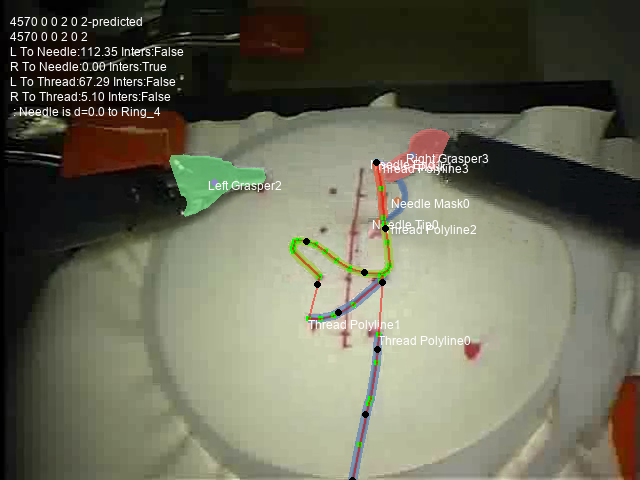 4570 0 0 2 0 2-predicted
4570 0 0 2 0 2
L To Needle:112.35 Inters:False
R To Needle:0.00 Inters:True
L To Thread:67.29 Inters:False
R To Thread:5.10 Inters:False
: Needle is d=0.0 to Ring_4
Right Grasper3
Thread Polyline3
Left Grasper2
Needle Mask0
Needle Tip0
Thread Polyline2
Thread Polyline1
Thread Polyline0